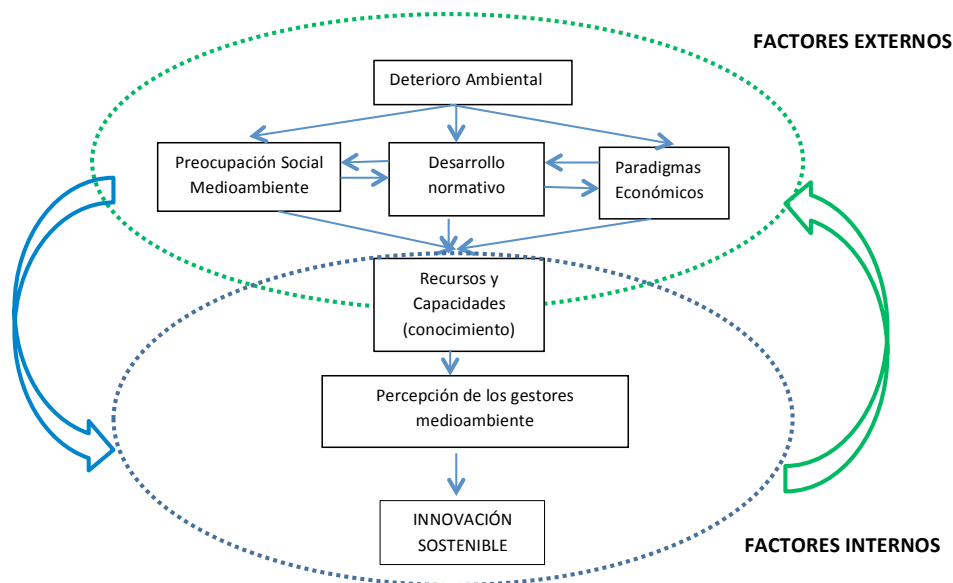 FACTORES EXTERNOS
Deterioro Ambiental
Preocupación Social
Medioambiente
Desarrollo
normativo
Paradigmas
Económicos
Recursos y
Capacidades
(conocimiento)
Percepción de los gestores
medioambiente
INNOVACIÓN
SOSTENIBLE
FACTORES INTERNOS